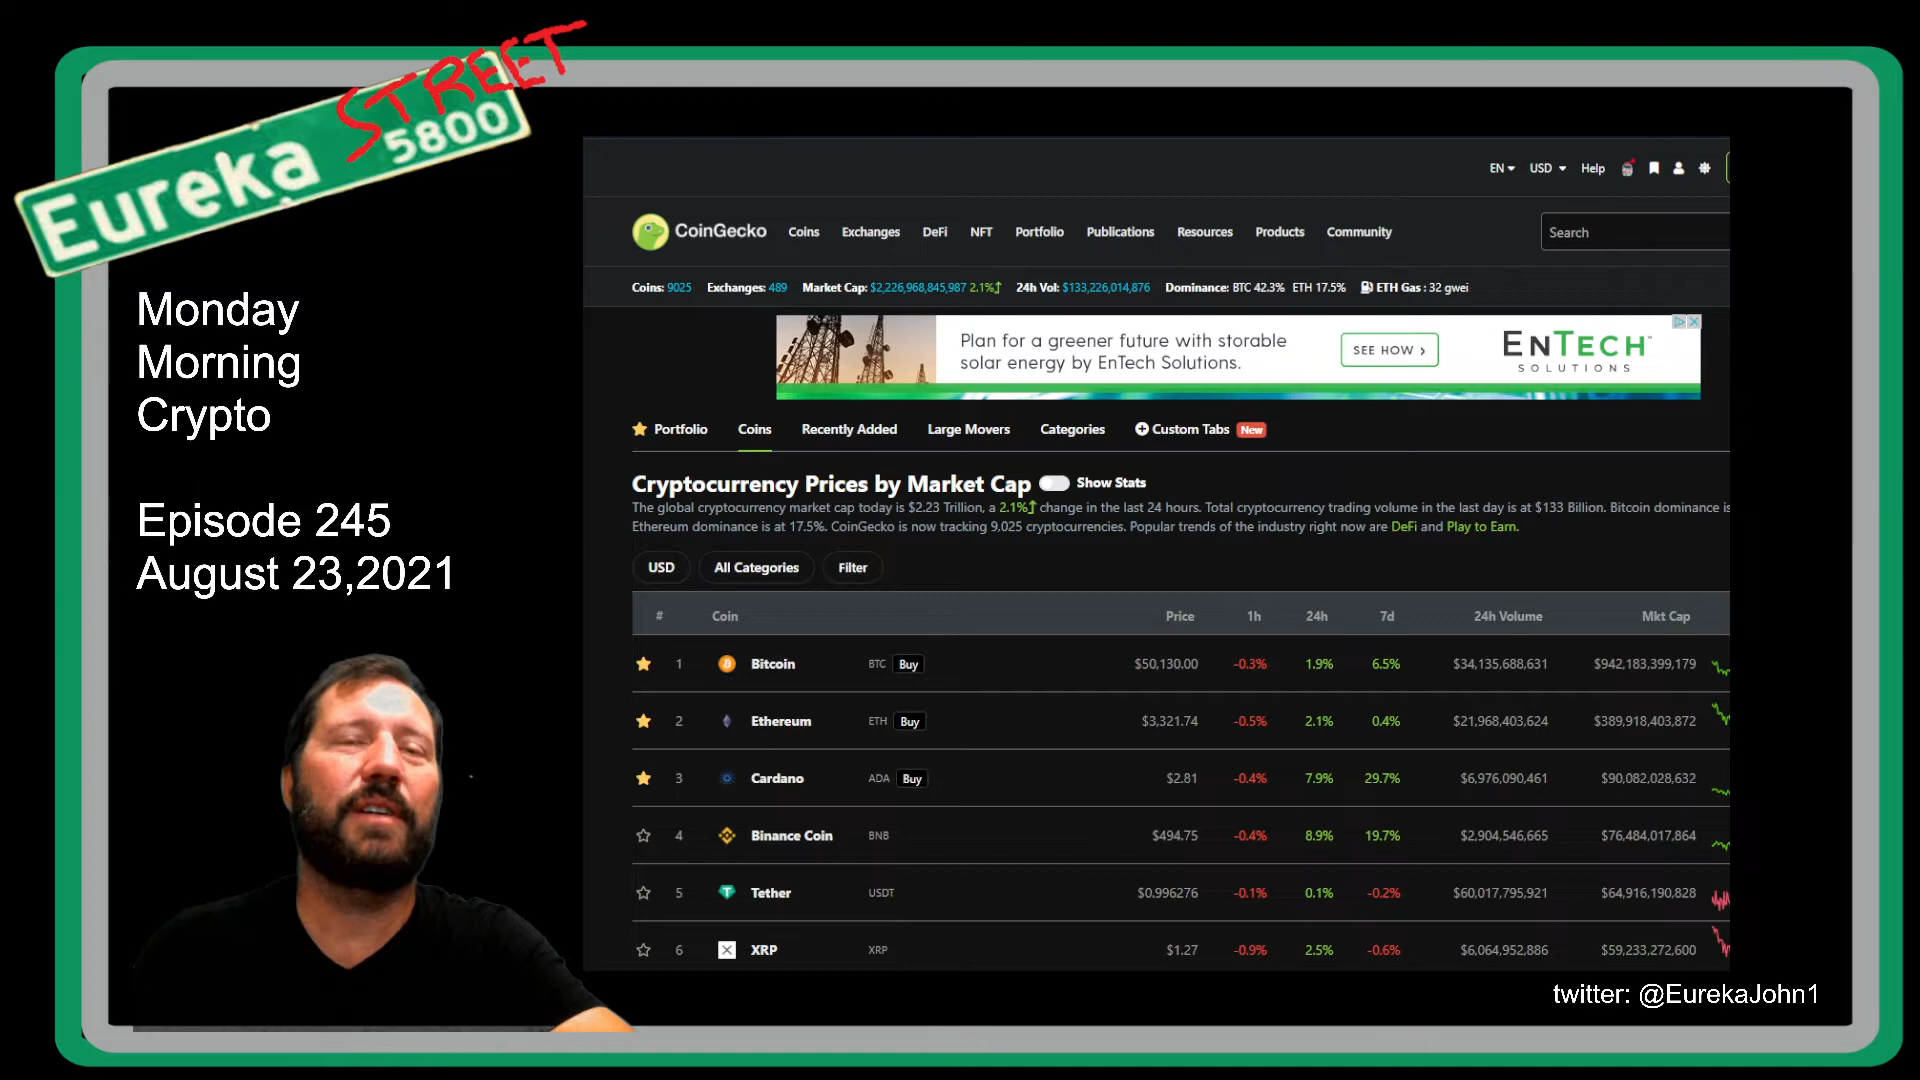 Eureka
STREET
5800
Monday
Morning
Crypto
Episode 245
August 23,2021
EN USD Help
CoinGecko Coins Exchanges DeFi NFT Portfolio Publications Resources Products Community Search
Coins: 9025 Exchanges: 489 Market Cap: $2,226,968,845,987 2.1% 24h Vol: $133,226,014,876 Dominance: BTC 42.3% ETH 17.5% ETH Gas : 32 gwei
Plan for a greener future with storable
solar energy by EnTech Solutions.
SEE HOW >
ENTECH
SOLUTIONS
Portfolio Coins Recently Added Large Movers Categories Custom Tabs New
Cryptocurrency Prices by Market Cap Show Stats
The global cryptocurrency market cap today is $2.23 Trillion, a 2.1% change in the last 24 hours. Total cryptocurrency trading volume in the last day is at $133 Billion. Bitcoin dominance is
Ethereum dominance is at 17.5%. CoinGecko is now tracking 9,025 cryptocurrencies. Popular trends of the industry right now are DeFi and Play to Earn.
USD All Categories Filter
# Coin Price 1h 24h 7d 24h Volume Mkt Cap
1 Bitcoin BTC Buy $50,130.00 -0.3% 1.9% 6.5% $34,135,688,631 $942,183,399,179
2 Ethereum ETH Buy $3,321.74 -0.5% 2.1% 0.4% $21,968,403,624 $389,918,403,872
3 Cardano ADA Buy $2.81 -0.4% 7.9% 29.7% $6,976,090,461 $90,082,028,632
4 Binance Coin BNB $494.75 -0.4% 8.9% 19.7% $2,904,546,665 $76,484,017,864
5 Tether USDT $0.996276 -0.1% 0.1% -0.2% $60,017,795,921 $64,916,190,828
6 XRP XRP $1.27 -0.9% 2.5% -0.6% $6,064,952,886 $59,233,272,600
twitter: @EurekaJohn1